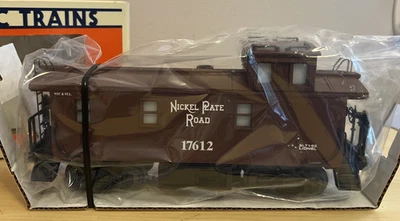 C TRAINS
NICKEL PLATE
ROAD
17612